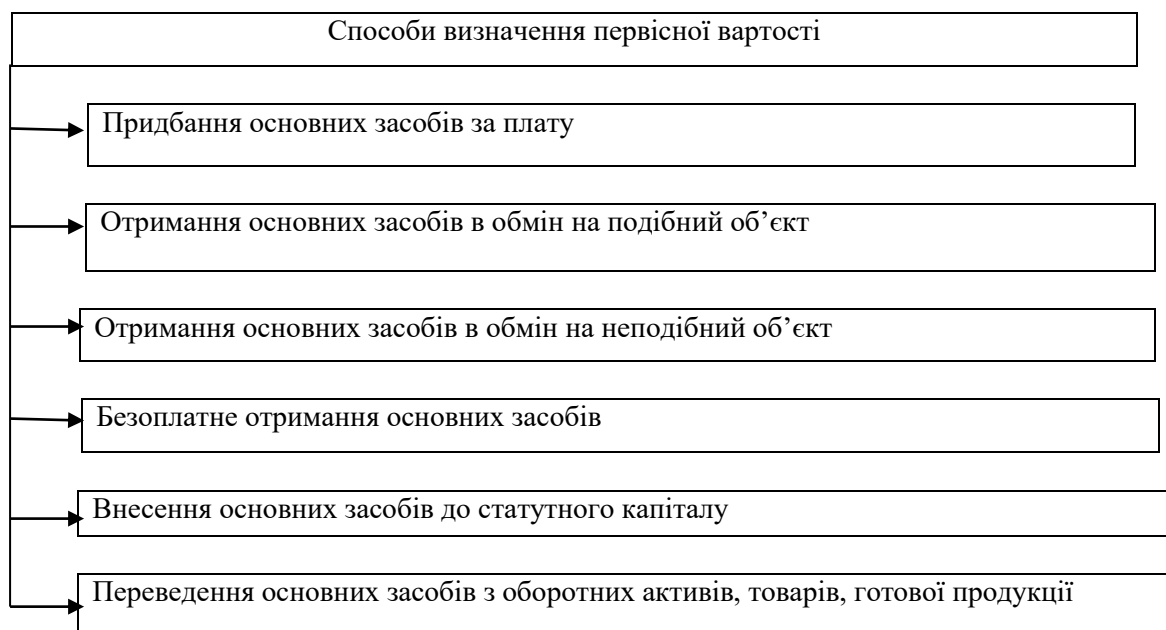 Способи визначення первісної вартості
Придбання основних засобів за плату
Отримання основних засобів в обмін на подібний об’єкт
Отримання основних засобів в обмін на неподібний об’єкт
Безоплатне отримання основних засобів
Внесення основних засобів до статутного капіталу
Переведення основних засобів з оборотних активів, товарів, готової продукції